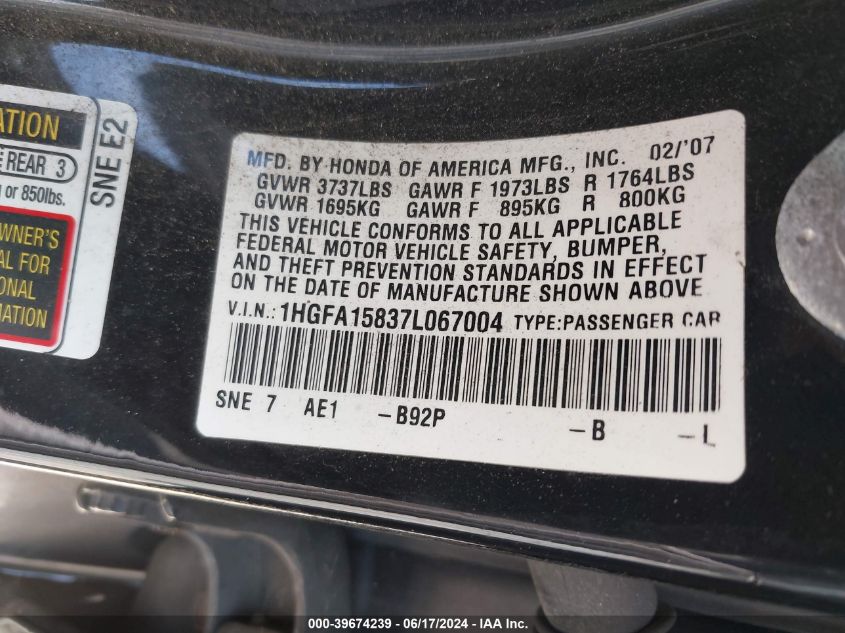 ATION
E REAR 3
or 850lbs.
WNER'S
AL FOR
ONAL
MATION
SNE E2
MFD. BY HONDA OF AMERICA MFG., INC. 02/'07
GVWR 3737LBS GAWR F 1973LBS R 1764LBS
GVWR 1695KG GAWR F 895KG R 800KG
THIS VEHICLE CONFORMS TO ALL APPLICABLE
FEDERAL MOTOR VEHICLE SAFETY, BUMPER,
AND THEFT PREVENTION STANDARDS IN EFFECT
ON THE DATE OF MANUFACTURE SHOWN ABOVE
V.I.N.: 1HGFA15837L067004 TYPE:PASSENGER CAR
SNE 7 AE1 -B92P -B -L
000-39674239 - 06/17/2024 - IAA Inc.